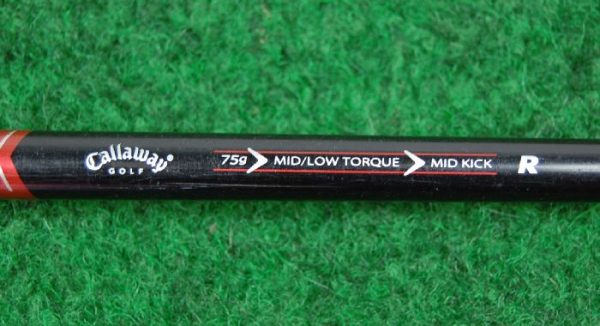 Callaway®
GOLF
75g > MID/LOW TORQUE > MID KICK R